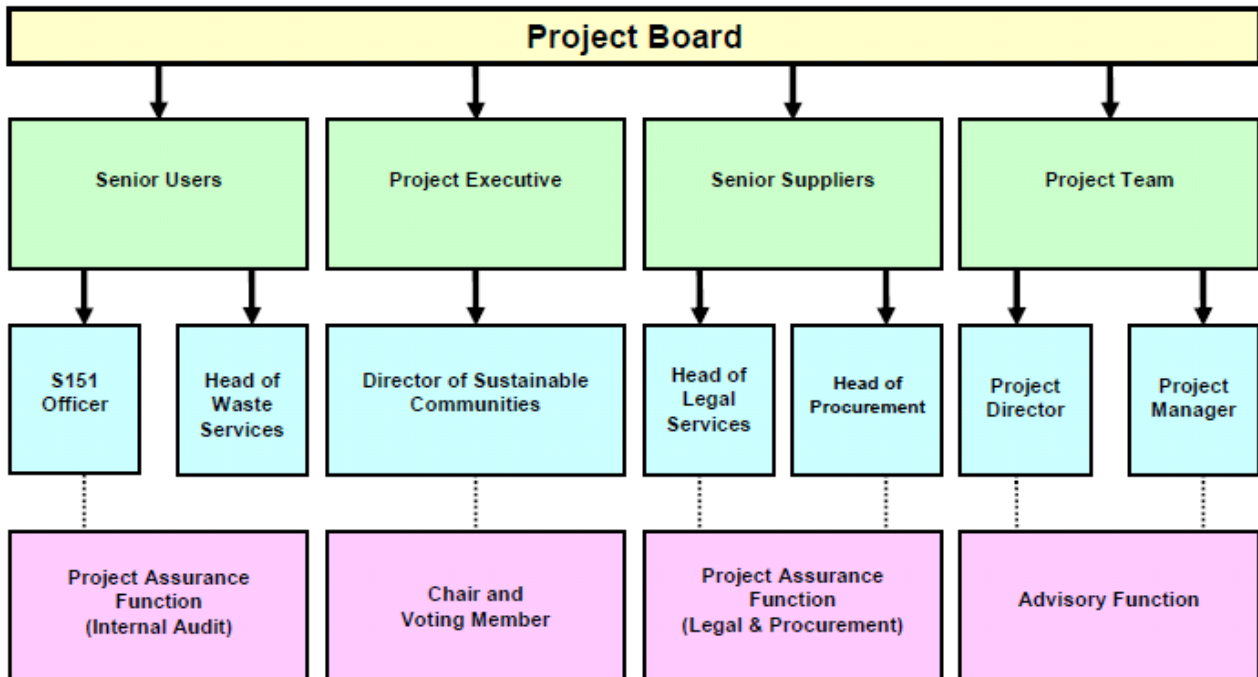 Project Board
Senior Users
Project Executive
Senior Suppliers
Project Team
S151
Officer
Head of
Waste
Services
Director of Sustainable
Communities
Head of
Legal
Services
Head of
Procurement
Project
Director
Project
Manager
Project Assurance
Function
(Internal Audit)
Chair and
Voting Member
Project Assurance
Function
(Legal & Procurement)
Advisory Function